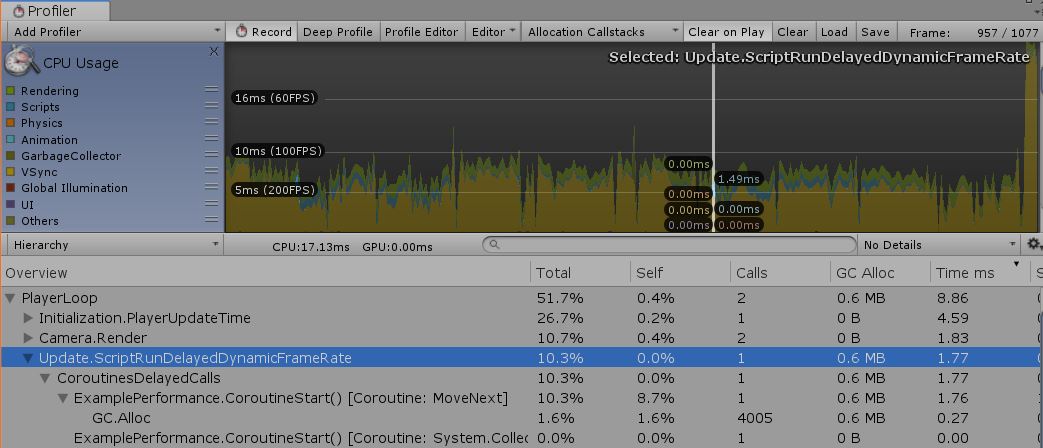 Profiler
Add Profiler Record Deep Profile Profile Editor Editor Allocation Callstacks Clear on Play Clear Load Save Frame: 957 / 1077
CPU Usage X Selected: Update.ScriptRunDelayedDynamicFrameRate
Rendering
Scripts
Physics
Animation
GarbageCollector
VSync
Global Illumination
UI
Others
16ms (60FPS)
10ms (100FPS)
5ms (200FPS)
0.00ms
1.49ms
0.00ms
0.00ms 0.00ms
0.00ms 0.00ms
Hierarchy CPU:17.13ms GPU:0.00ms No Details
Overview Total Self Calls GC Alloc Time ms S
PlayerLoop 51.7% 0.4% 2 0.6 MB 8.86
Initialization.PlayerUpdateTime 26.7% 0.2% 1 0 B 4.59
Camera.Render 10.7% 0.4% 2 0 B 1.83
Update.ScriptRunDelayedDynamicFrameRate 10.3% 0.0% 1 0.6 MB 1.77
CoroutinesDelayedCalls 10.3% 0.0% 1 0.6 MB 1.77
ExamplePerformance.CoroutineStart() [Coroutine: MoveNext] 10.3% 8.7% 1 0.6 MB 1.76
GC.Alloc 1.6% 1.6% 4005 0.6 MB 0.27
ExamplePerformance.CoroutineStart() [Coroutine: System.Collec 0.0% 0.0% 1 0 B 0.00